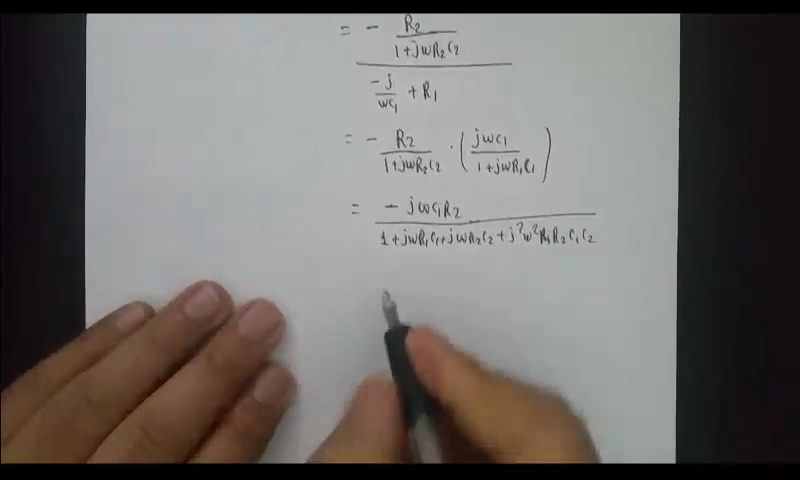 = - R2
1+jwR2C2
-j
wC1 + R1
= - R2/(1+jwR2C2) · (jwC1/(1+jwR1C1))
= -jwC1R2
1+jwR1C1+jwR2C2+j²w²R1R2C1C2